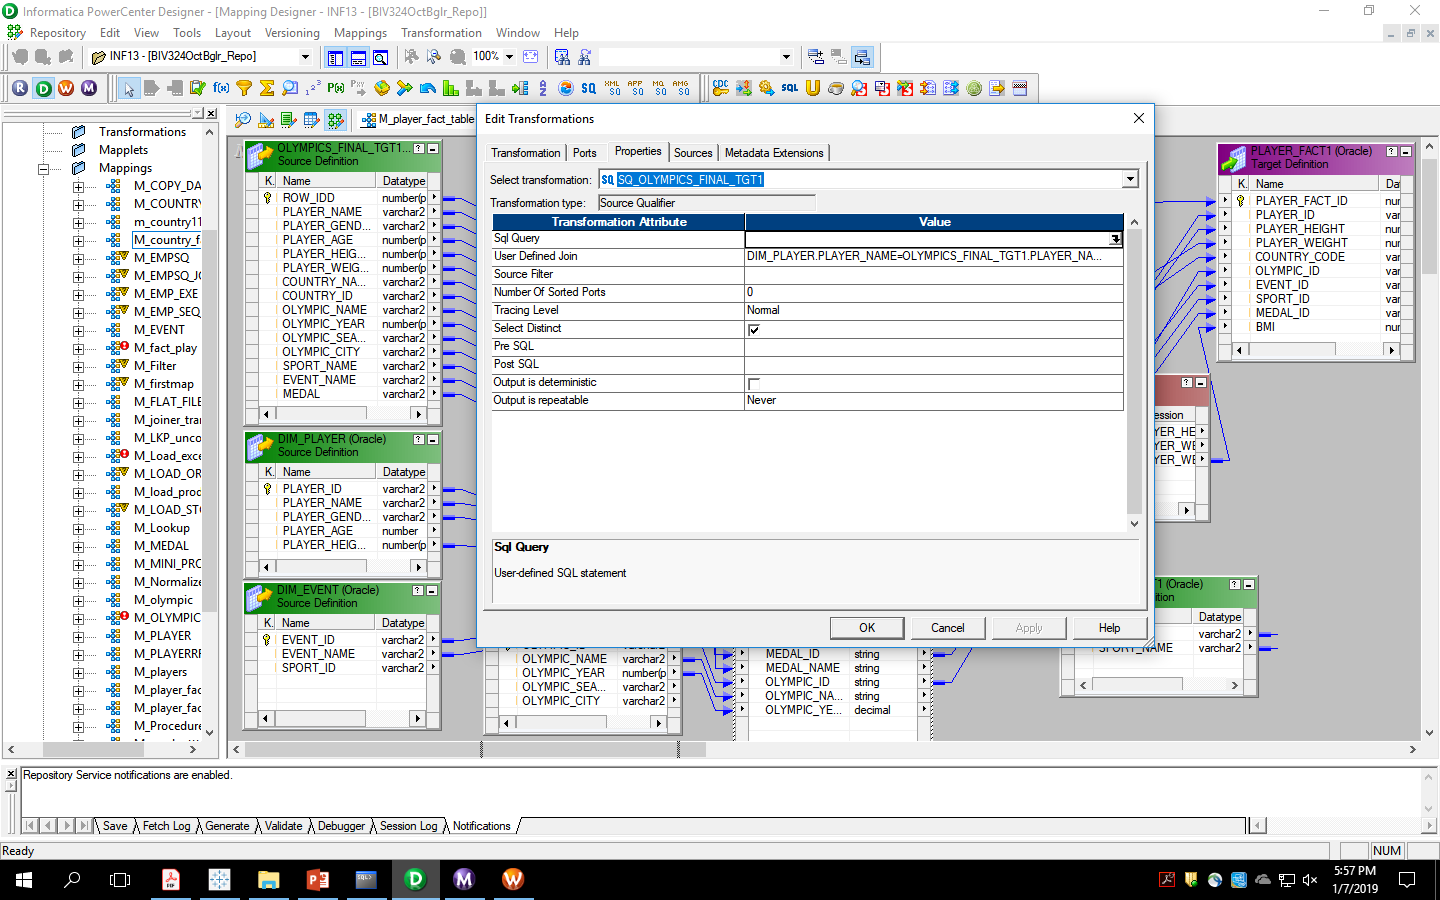 Informatica PowerCenter Designer - [Mapping Designer - INF13 - [BIV324OctBglr_Repo]]
Repository Edit View Tools Layout Versioning Mappings Transformation Window Help
INF13 - [BIV324OctBglr_Repo]
100%
M_player_fact_table
Transformations
Mapplets
Mappings
M_COPY_DA
M_COUNTRY
m_country11
M_country_f
M_EMPSQ
M_EMPSQ_JO
M_EMP_EXE
M_EMP_SEQ
M_EVENT
M_fact_play
M_Filter
M_firstmap
M_FLAT_FILE
M_joiner_tra
M_LKP_unco
M_Load_exce
M_LOAD_OR
M_load_prod
M_LOAD_STO
M_Lookup
M_MEDAL
M_MINI_PRO
M_Normalize
M_olympic
M_OLYMPIC
M_PLAYER
M_PLAYERRF
M_players
M_player_fac
M_player_fac
M_Procedure
OLYMPICS_FINAL_TGT1...
Source Definition
K. Name Datatype
ROW_IDD number(p
PLAYER_NAME varchar2
PLAYER_GEND... varchar2
PLAYER_AGE number(p
PLAYER_HEIG... number(p
PLAYER_WEIG... number(p
COUNTRY_NA... varchar2
COUNTRY_ID varchar2
OLYMPIC_NAME varchar2
OLYMPIC_YEAR number(p
OLYMPIC_SEA... varchar2
OLYMPIC_CITY varchar2
SPORT_NAME varchar2
EVENT_NAME varchar2
MEDAL varchar2
DIM_PLAYER (Oracle)
Source Definition
K. Name Datatype
PLAYER_ID varchar2
PLAYER_NAME varchar2
PLAYER_GEND... varchar2
PLAYER_AGE number
PLAYER_HEIG... number(p
DIM_EVENT (Oracle)
Source Definition
K. Name Datatype
EVENT_ID varchar2
EVENT_NAME varchar2
SPORT_ID varchar2
Edit Transformations
Transformation Ports Properties Sources Metadata Extensions
Select transformation: SQ SQ_OLYMPICS_FINAL_TGT1
Transformation type: Source Qualifier
Transformation Attribute Value
Sql Query
User Defined Join DIM_PLAYER.PLAYER_NAME=OLYMPICS_FINAL_TGT1.PLAYER_NA...
Source Filter
Number Of Sorted Ports 0
Tracing Level Normal
Select Distinct
Pre SQL
Post SQL
Output is deterministic
Output is repeatable Never
Sql Query
User-defined SQL statement
OK Cancel Apply Help
OLYMPIC_NAME varchar2
OLYMPIC_YEAR number(p
OLYMPIC_SEA... varchar2
OLYMPIC_CITY varchar2
MEDAL_ID string
MEDAL_NAME string
OLYMPIC_ID string
OLYMPIC_NA... string
OLYMPIC_YE... decimal
PLAYER_FACT1 (Oracle)
Target Definition
K. Name Dat
PLAYER_FACT_ID nur
PLAYER_ID var
PLAYER_HEIGHT nur
PLAYER_WEIGHT nur
COUNTRY_CODE var
OLYMPIC_ID var
EVENT_ID var
SPORT_ID var
MEDAL_ID var
BMI nur
ession
YER_HE
YER_WE
YER_WE
1 (Oracle)
ition
Datatype
varchar2
SPORT_NAME varchar2
Repository Service notifications are enabled.
Save Fetch Log Generate Validate Debugger Session Log Notifications
Ready
NUM
5:57 PM
1/7/2019